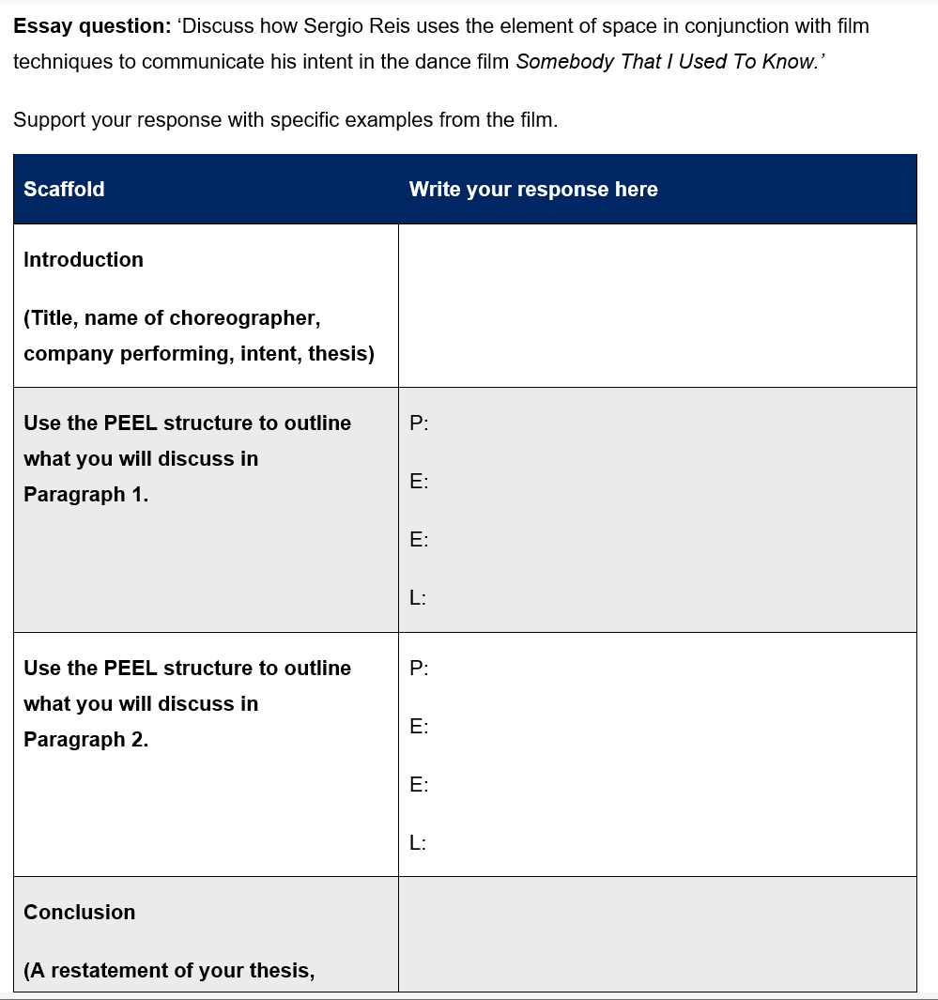 Essay question: ‘Discuss how Sergio Reis uses the element of space in conjunction with film
techniques to communicate his intent in the dance film Somebody That I Used To Know.’
Support your response with specific examples from the film.
Scaffold
Write your response here
Introduction
(Title, name of choreographer,
company performing, intent, thesis)
Use the PEEL structure to outline
what you will discuss in
Paragraph 1.
P:
E:
E:
L:
Use the PEEL structure to outline
what you will discuss in
Paragraph 2.
P:
E:
E:
L:
Conclusion
(A restatement of your thesis,